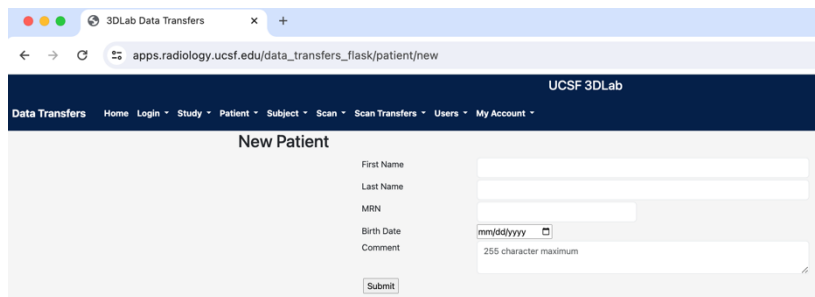 3DLab Data Transfers
apps.radiology.ucsf.edu/data_transfers_flask/patient/new
UCSF 3DLab
Data Transfers Home Login Study Patient Subject Scan Scan Transfers Users My Account
New Patient
First Name
Last Name
MRN
Birth Date mm/dd/yyyy
Comment 255 character maximum
Submit